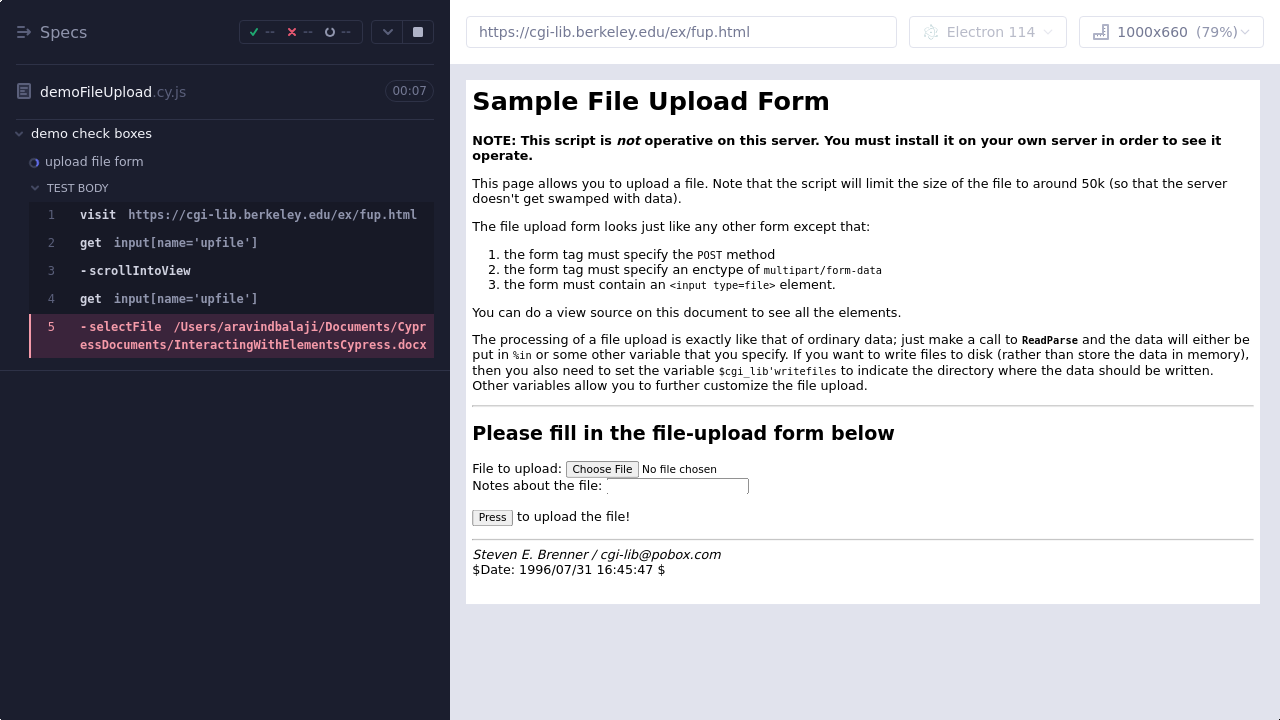 Specs
--
--
--
demoFileUpload.cy.js
00:07
demo check boxes
upload file form
TEST BODY
1 visit https://cgi-lib.berkeley.edu/ex/fup.html
2 get input[name='upfile']
3 -scrollIntoView
4 get input[name='upfile']
5 -selectFile /Users/aravindbalaji/Documents/Cypr
essDocuments/InteractingWithElementsCypress.docx
https://cgi-lib.berkeley.edu/ex/fup.html
Electron 114
1000x660 (79%)
Sample File Upload Form
NOTE: This script is not operative on this server. You must install it on your own server in order to see it
operate.
This page allows you to upload a file. Note that the script will limit the size of the file to around 50k (so that the server
doesn't get swamped with data).
The file upload form looks just like any other form except that:
1. the form tag must specify the POST method
2. the form tag must specify an enctype of multipart/form-data
3. the form must contain an <input type=file> element.
You can do a view source on this document to see all the elements.
The processing of a file upload is exactly like that of ordinary data; just make a call to ReadParse and the data will either be
put in %in or some other variable that you specify. If you want to write files to disk (rather than store the data in memory),
then you also need to set the variable $cgi_lib'writefiles to indicate the directory where the data should be written.
Other variables allow you to further customize the file upload.
Please fill in the file-upload form below
File to upload: Choose File No file chosen
Notes about the file:
Press to upload the file!
Steven E. Brenner / cgi-lib@pobox.com
$Date: 1996/07/31 16:45:47 $